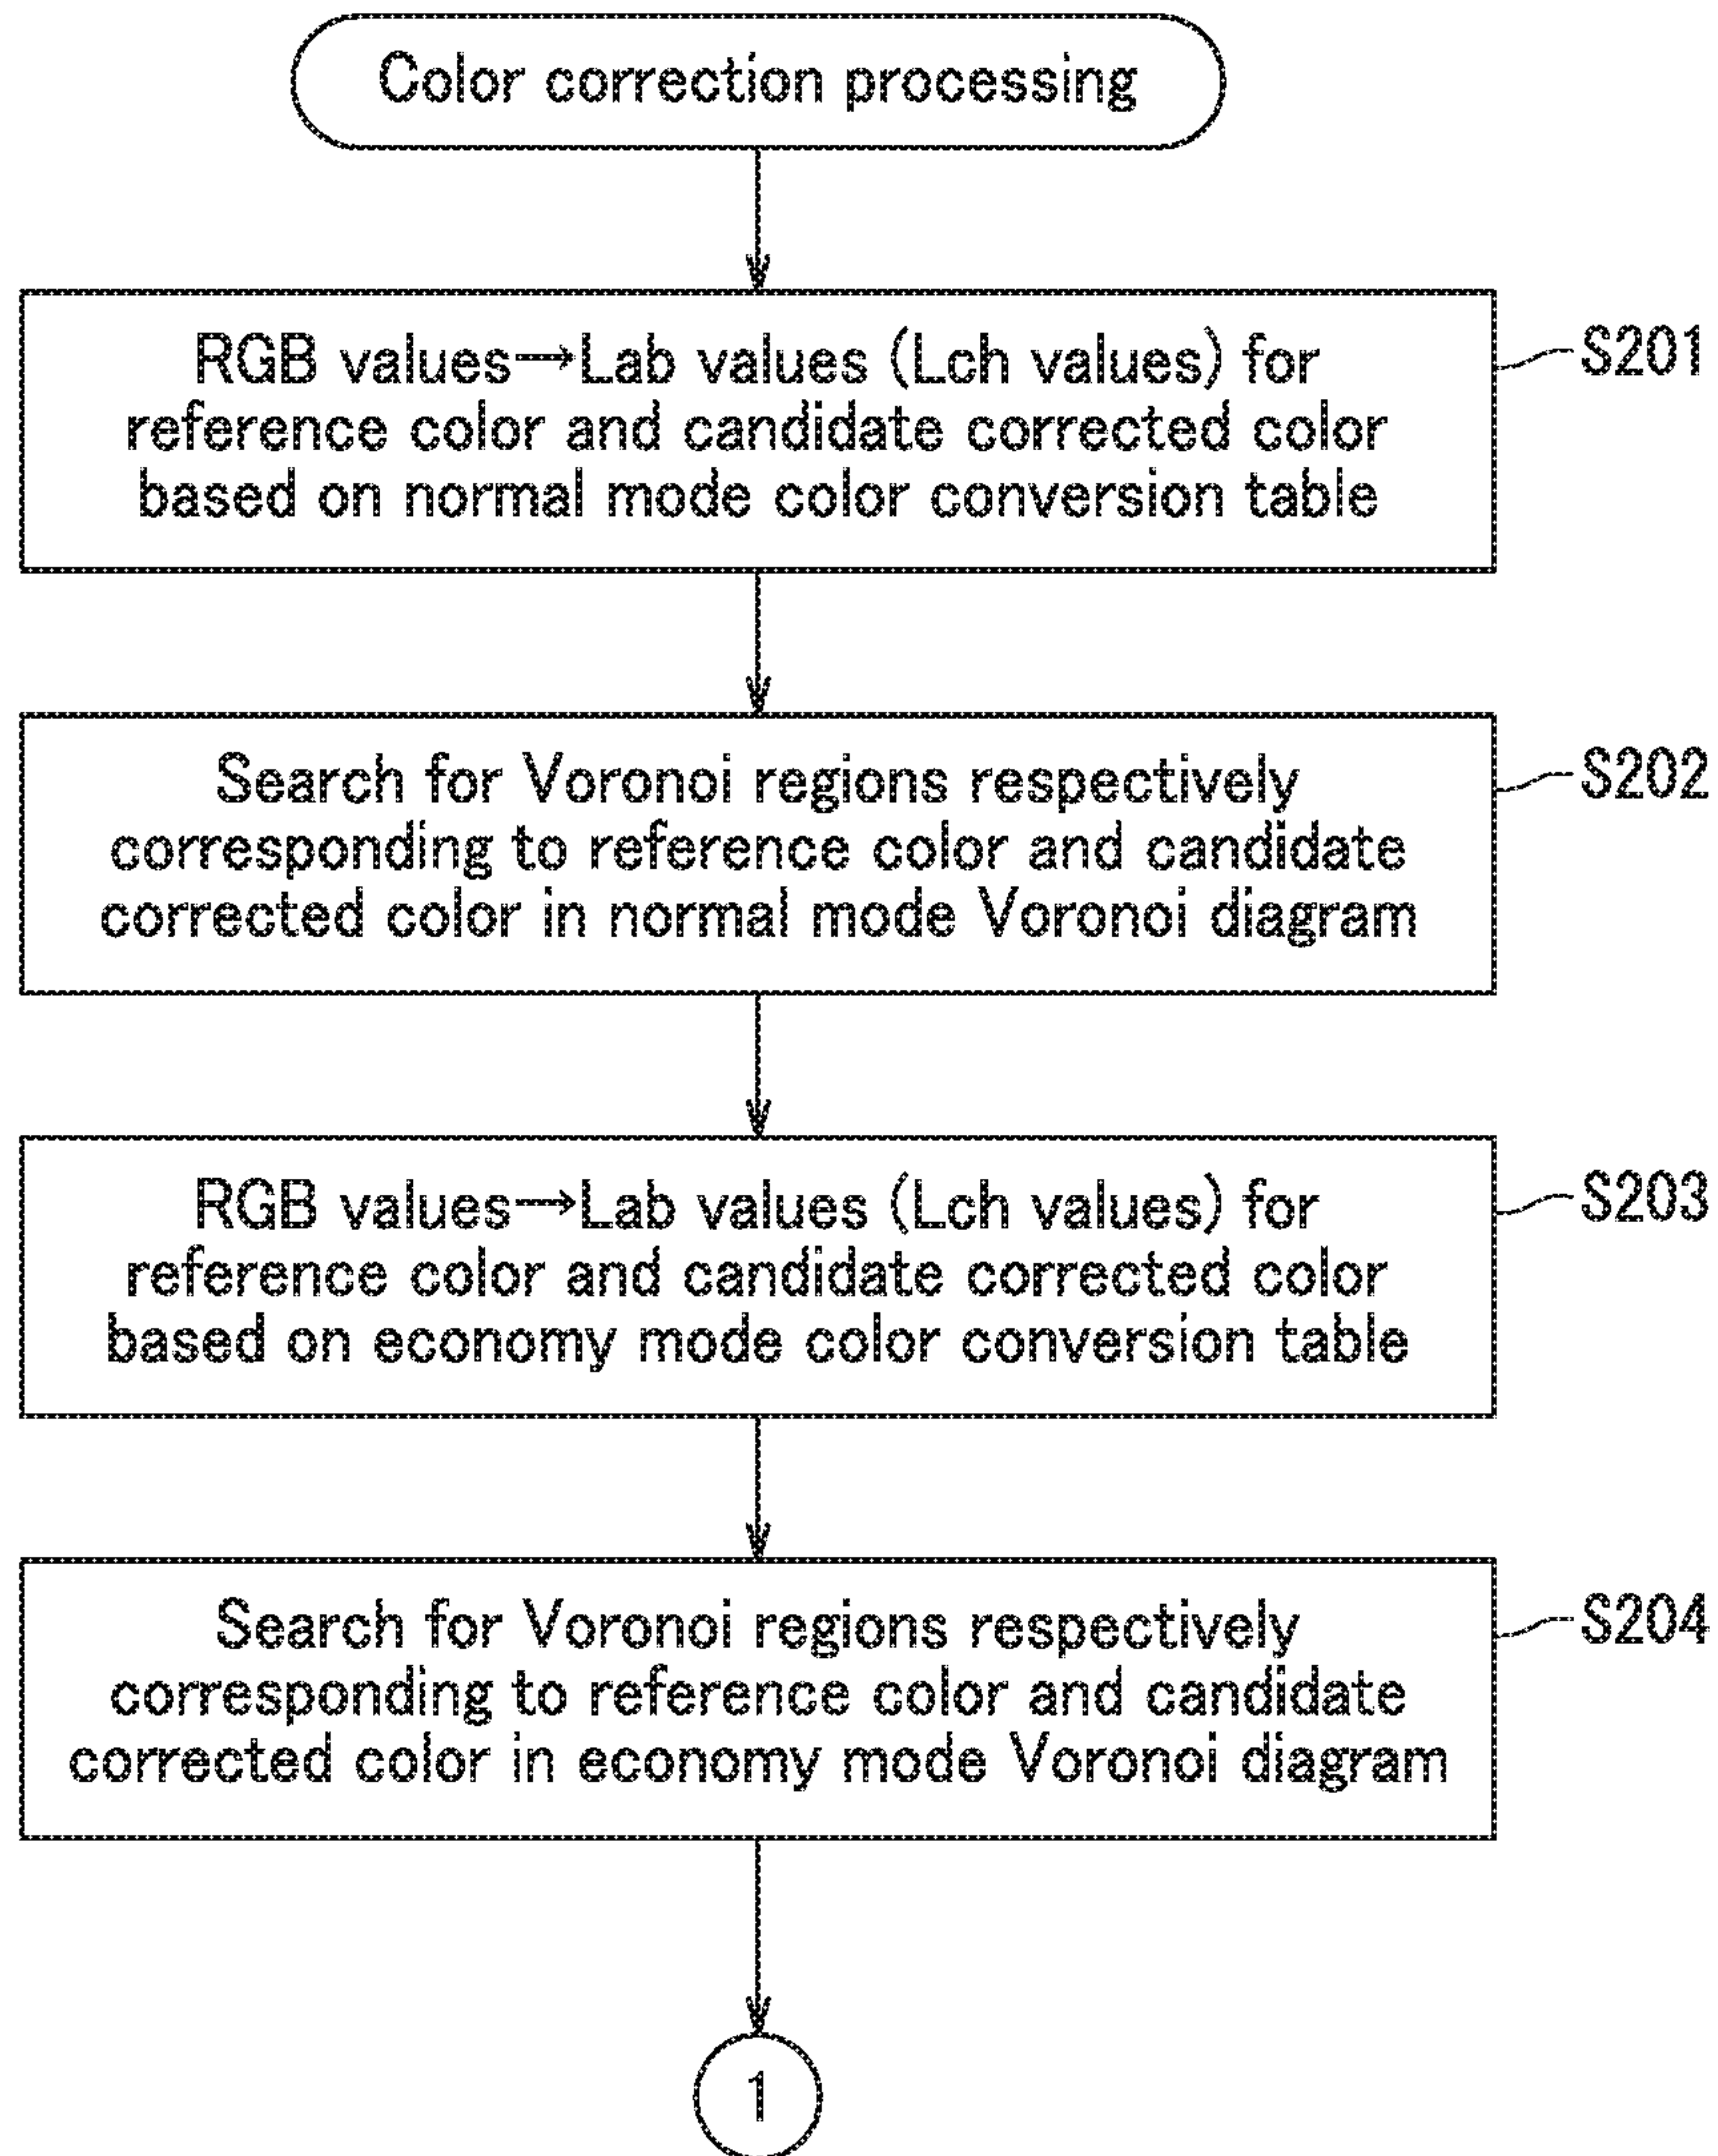 Color correction processing
RGB values→Lab values (Lch values) for
reference color and candidate corrected color
based on normal mode color conversion table
S201
Search for Voronoi regions respectively
corresponding to reference color and candidate
corrected color in normal mode Voronoi diagram
S202
RGB values→Lab values (Lch values) for
reference color and candidate corrected color
based on economy mode color conversion table
S203
Search for Voronoi regions respectively
corresponding to reference color and candidate
corrected color in economy mode Voronoi diagram
S204
1